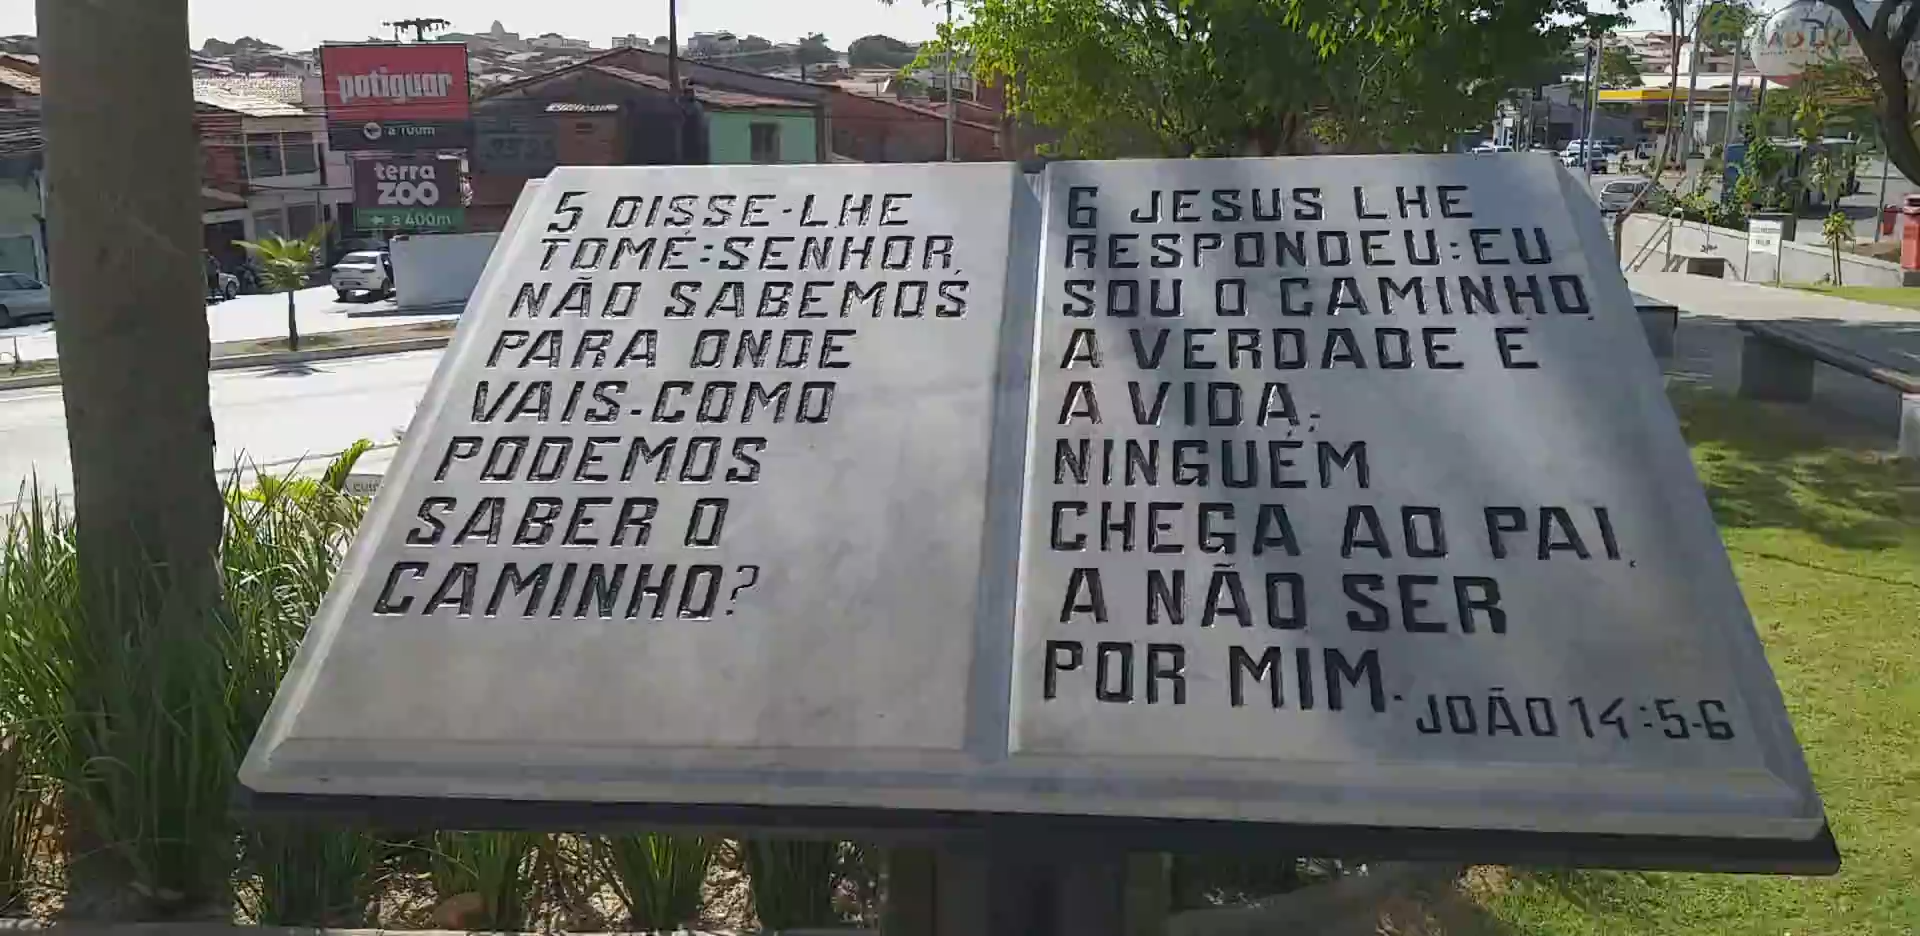 potiguar
a 100m
terra
ZOO
a 400m
5 DISSE-LHE
TOMÉ:SENHOR,
NÃO SABEMOS
PARA ONDE
VAIS.COMO
PODEMOS
SABER O
CAMINHO?
6 JESUS LHE
RESPONDEU:EU
SOU O CAMINHO,
A VERDADE E
A VIDA;
NINGUÉM
CHEGA AO PAI,
A NÃO SER
POR MIM.
JOÃO 14:5-6